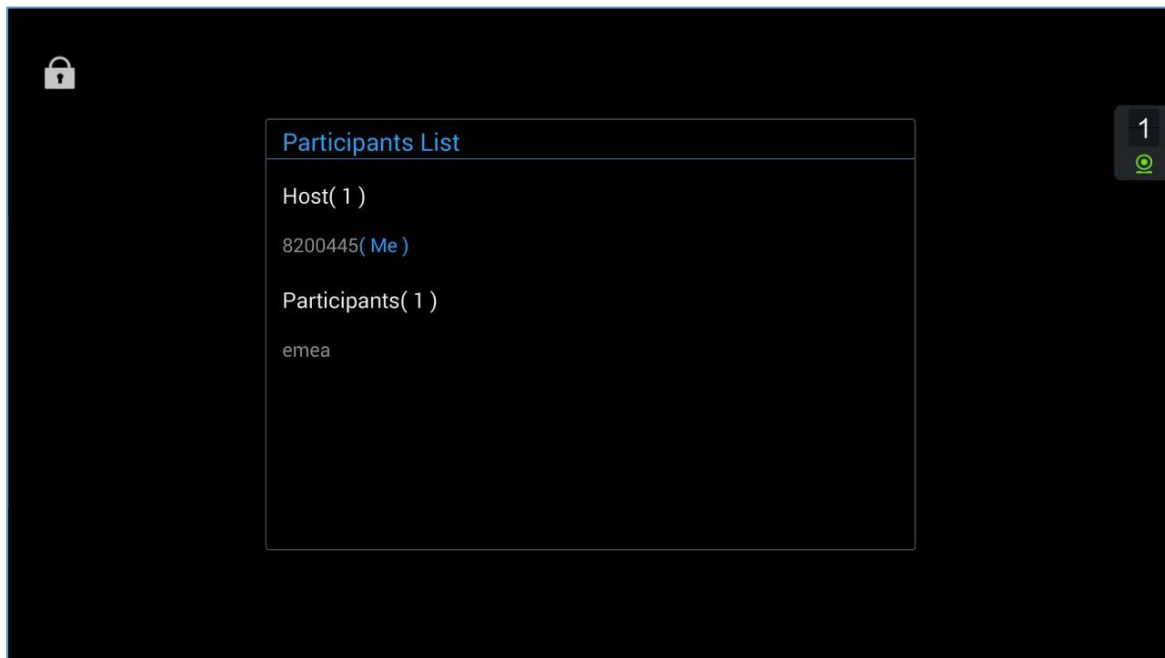 Participants List
1
Host( 1 )
8200445( Me )
Participants( 1 )
emea